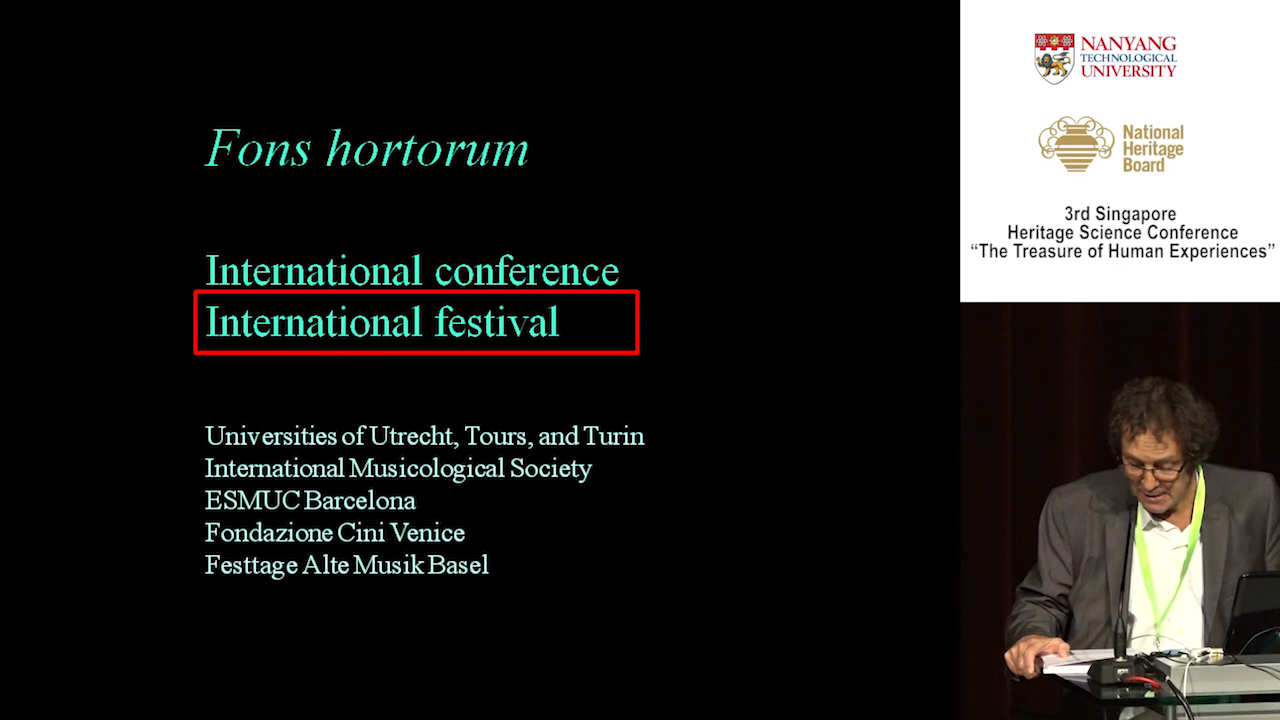 Fons hortorum
International conference
International festival
Universities of Utrecht, Tours, and Turin
International Musicological Society
ESMUC Barcelona
Fondazione Cini Venice
Festtage Alte Musik Basel
NANYANG
TECHNOLOGICAL
UNIVERSITY
National
Heritage
Board
3rd Singapore
Heritage Science Conference
“The Treasure of Human Experiences”